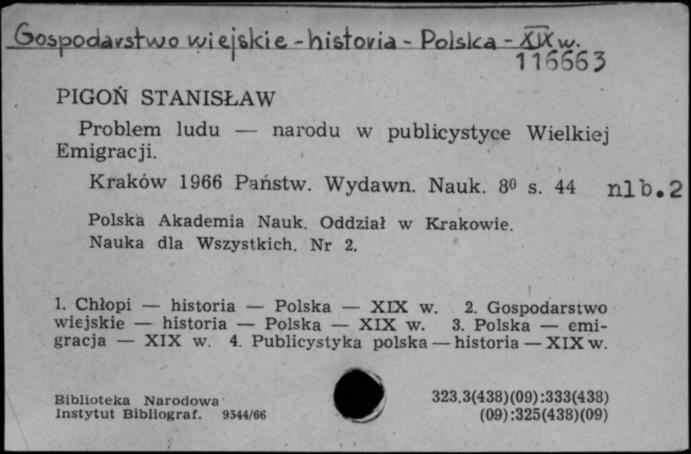 Gospodarstwo wiejskie - historia - Polska - XIX w.
116663
PIGOŃ STANISŁAW
Problem ludu — narodu w publicystyce Wielkiej
Emigracji.
Kraków 1966 Państw. Wydawn. Nauk. 8⁰ s. 44 nlb.2
Polska Akademia Nauk. Oddział w Krakowie.
Nauka dla Wszystkich. Nr 2.
1. Chłopi — historia — Polska — XIX w. 2. Gospodarstwo
wiejskie — historia — Polska — XIX w. 3. Polska — emi-
gracja — XIX w. 4. Publicystyka polska — historia — XIX w.
Biblioteka Narodowa 323.3(438)(09):333(438)
Instytut Bibliograf. 9344/66 (09):325(438)(09)